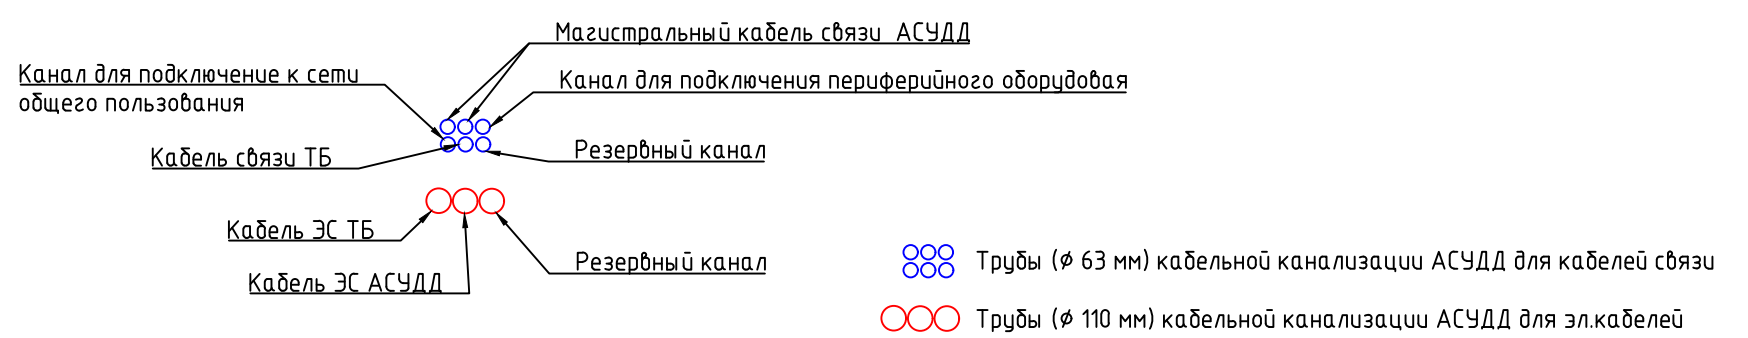 Магистральный кабель связи АСУДД
Канал для подключение к сети
общего пользования
Канал для подключения периферийного оборудовая
Кабель связи ТБ
Резервный канал
Кабель ЭС ТБ
Резервный канал
Кабель ЭС АСУДД
Трубы (Ø 63 мм) кабельной канализации АСУДД для кабелей связи
Трубы (Ø 110 мм) кабельной канализации АСУДД для эл.кабелей